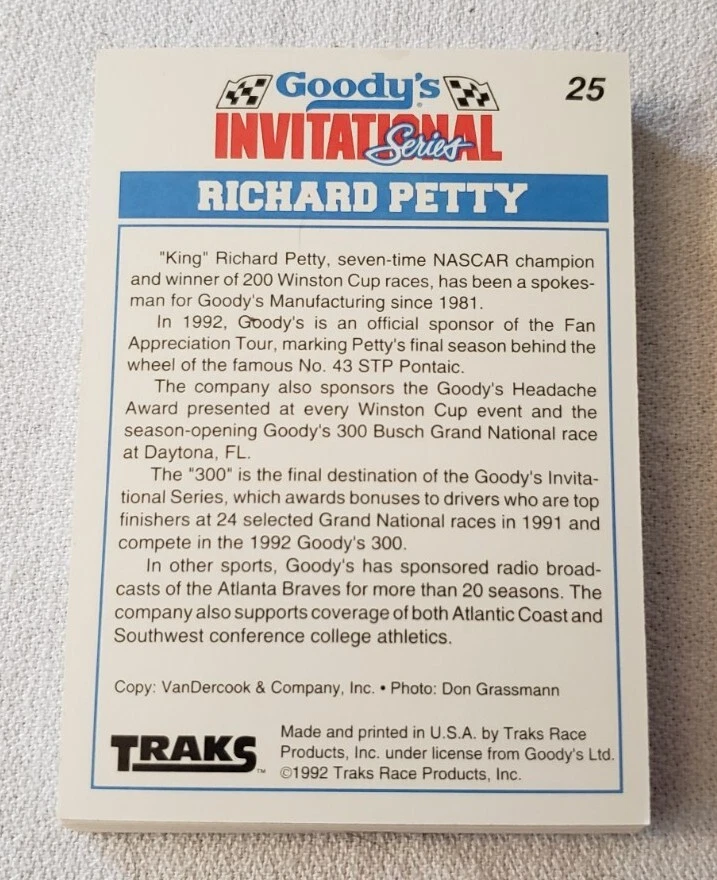 Goody's
25
INVITATIONAL
Series
RICHARD PETTY
"King" Richard Petty, seven-time NASCAR champion
and winner of 200 Winston Cup races, has been a spokes-
man for Goody's Manufacturing since 1981.
In 1992, Goody's is an official sponsor of the Fan
Appreciation Tour, marking Petty's final season behind the
wheel of the famous No. 43 STP Pontaic.
The company also sponsors the Goody's Headache
Award presented at every Winston Cup event and the
season-opening Goody's 300 Busch Grand National race
at Daytona, FL.
The "300" is the final destination of the Goody's Invita-
tional Series, which awards bonuses to drivers who are top
finishers at 24 selected Grand National races in 1991 and
compete in the 1992 Goody's 300.
In other sports, Goody's has sponsored radio broad-
casts of the Atlanta Braves for more than 20 seasons. The
company also supports coverage of both Atlantic Coast and
Southwest conference college athletics.
Copy: VanDercook & Company, Inc. • Photo: Don Grassmann
TRAKS™
Made and printed in U.S.A. by Traks Race
Products, Inc. under license from Goody's Ltd.
©1992 Traks Race Products, Inc.